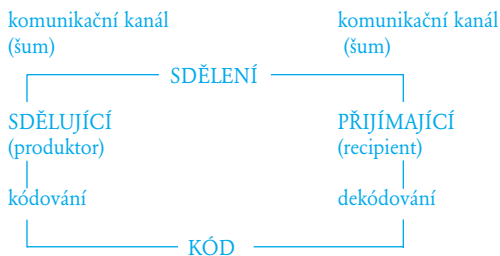 komunikační kanál komunikační kanál
(šum) (šum)
SDĚLENÍ
SDĚLUJÍCÍ PŘIJÍMAJÍCÍ
(produktor) (recipient)
kódování dekódování
KÓD